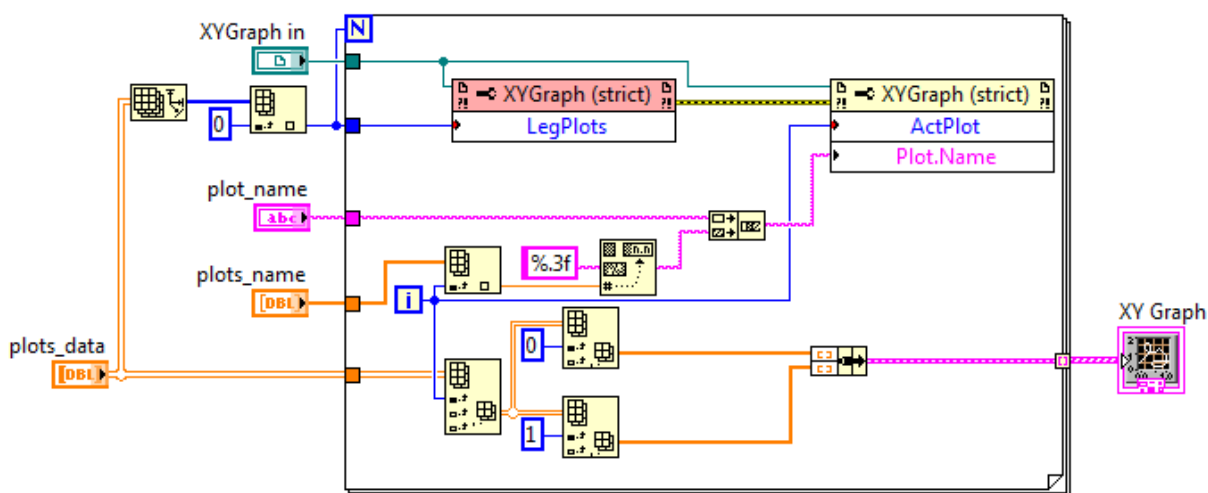 XYGraph in
N
XYGraph (strict)
LegPlots
XYGraph (strict)
ActPlot
Plot.Name
0
plot_name
abc
%.3f
plots_name
[DBL]
i
plots_data
[DBL]
0
1
XY Graph